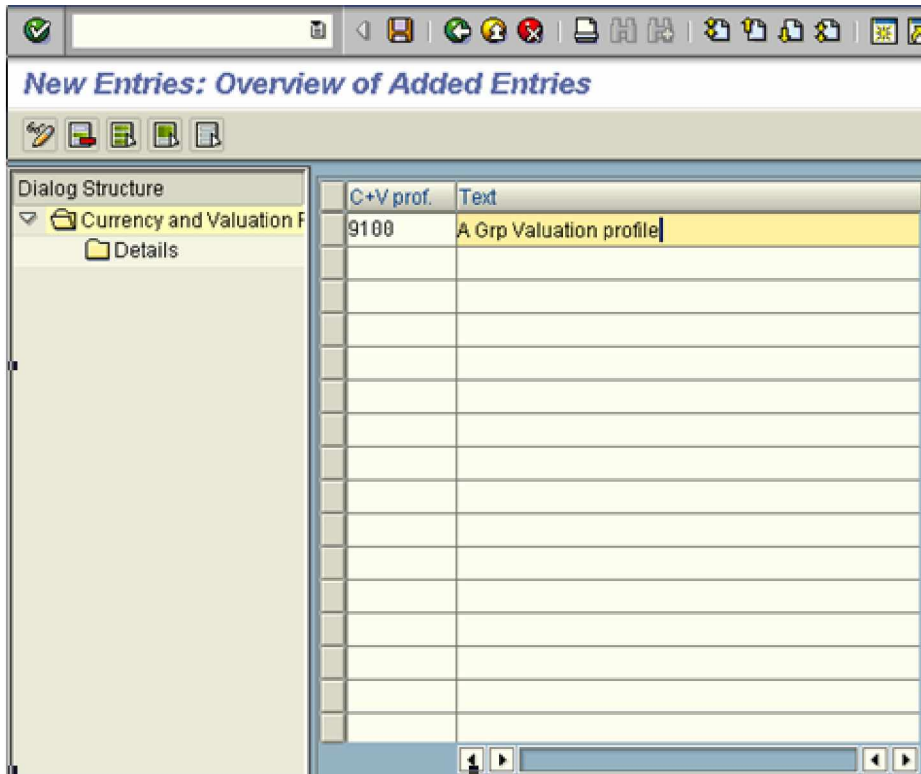 New Entries: Overview of Added Entries
Dialog Structure
Currency and Valuation P
Details
C+V prof. Text
9100 A Grp Valuation profile